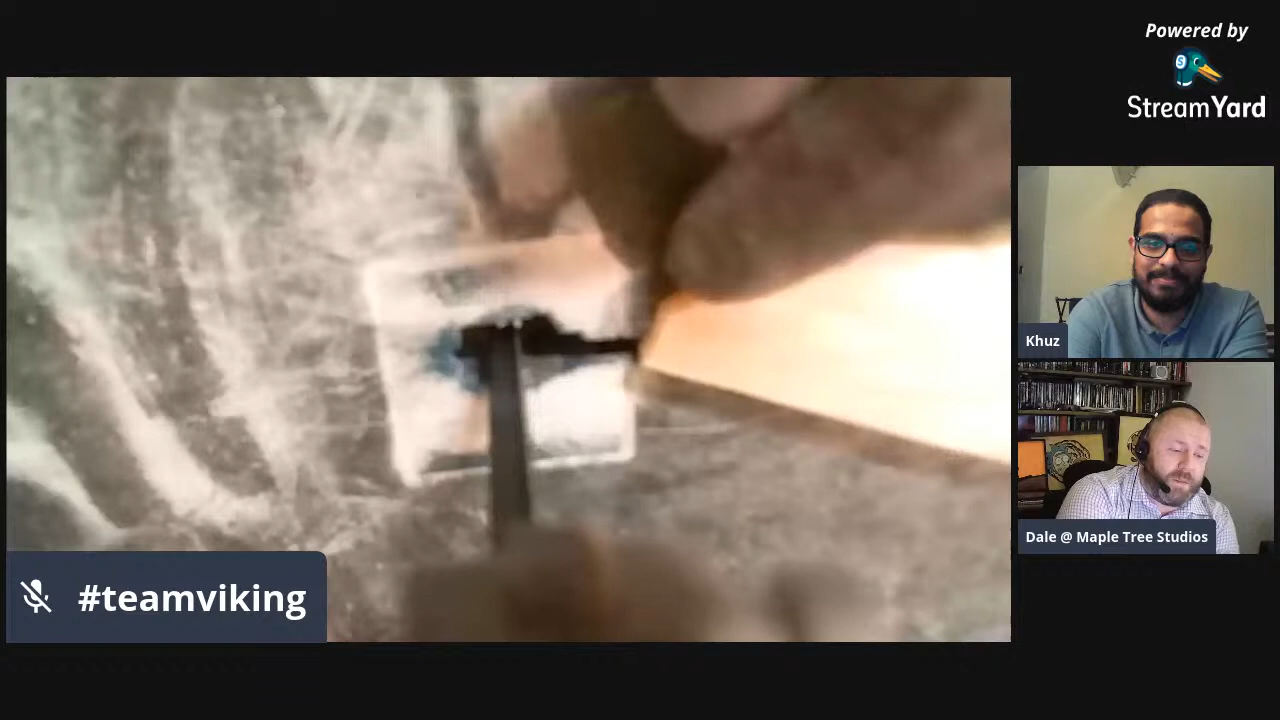 Powered by
StreamYard
Khuz
Dale @ Maple Tree Studios
#teamviking